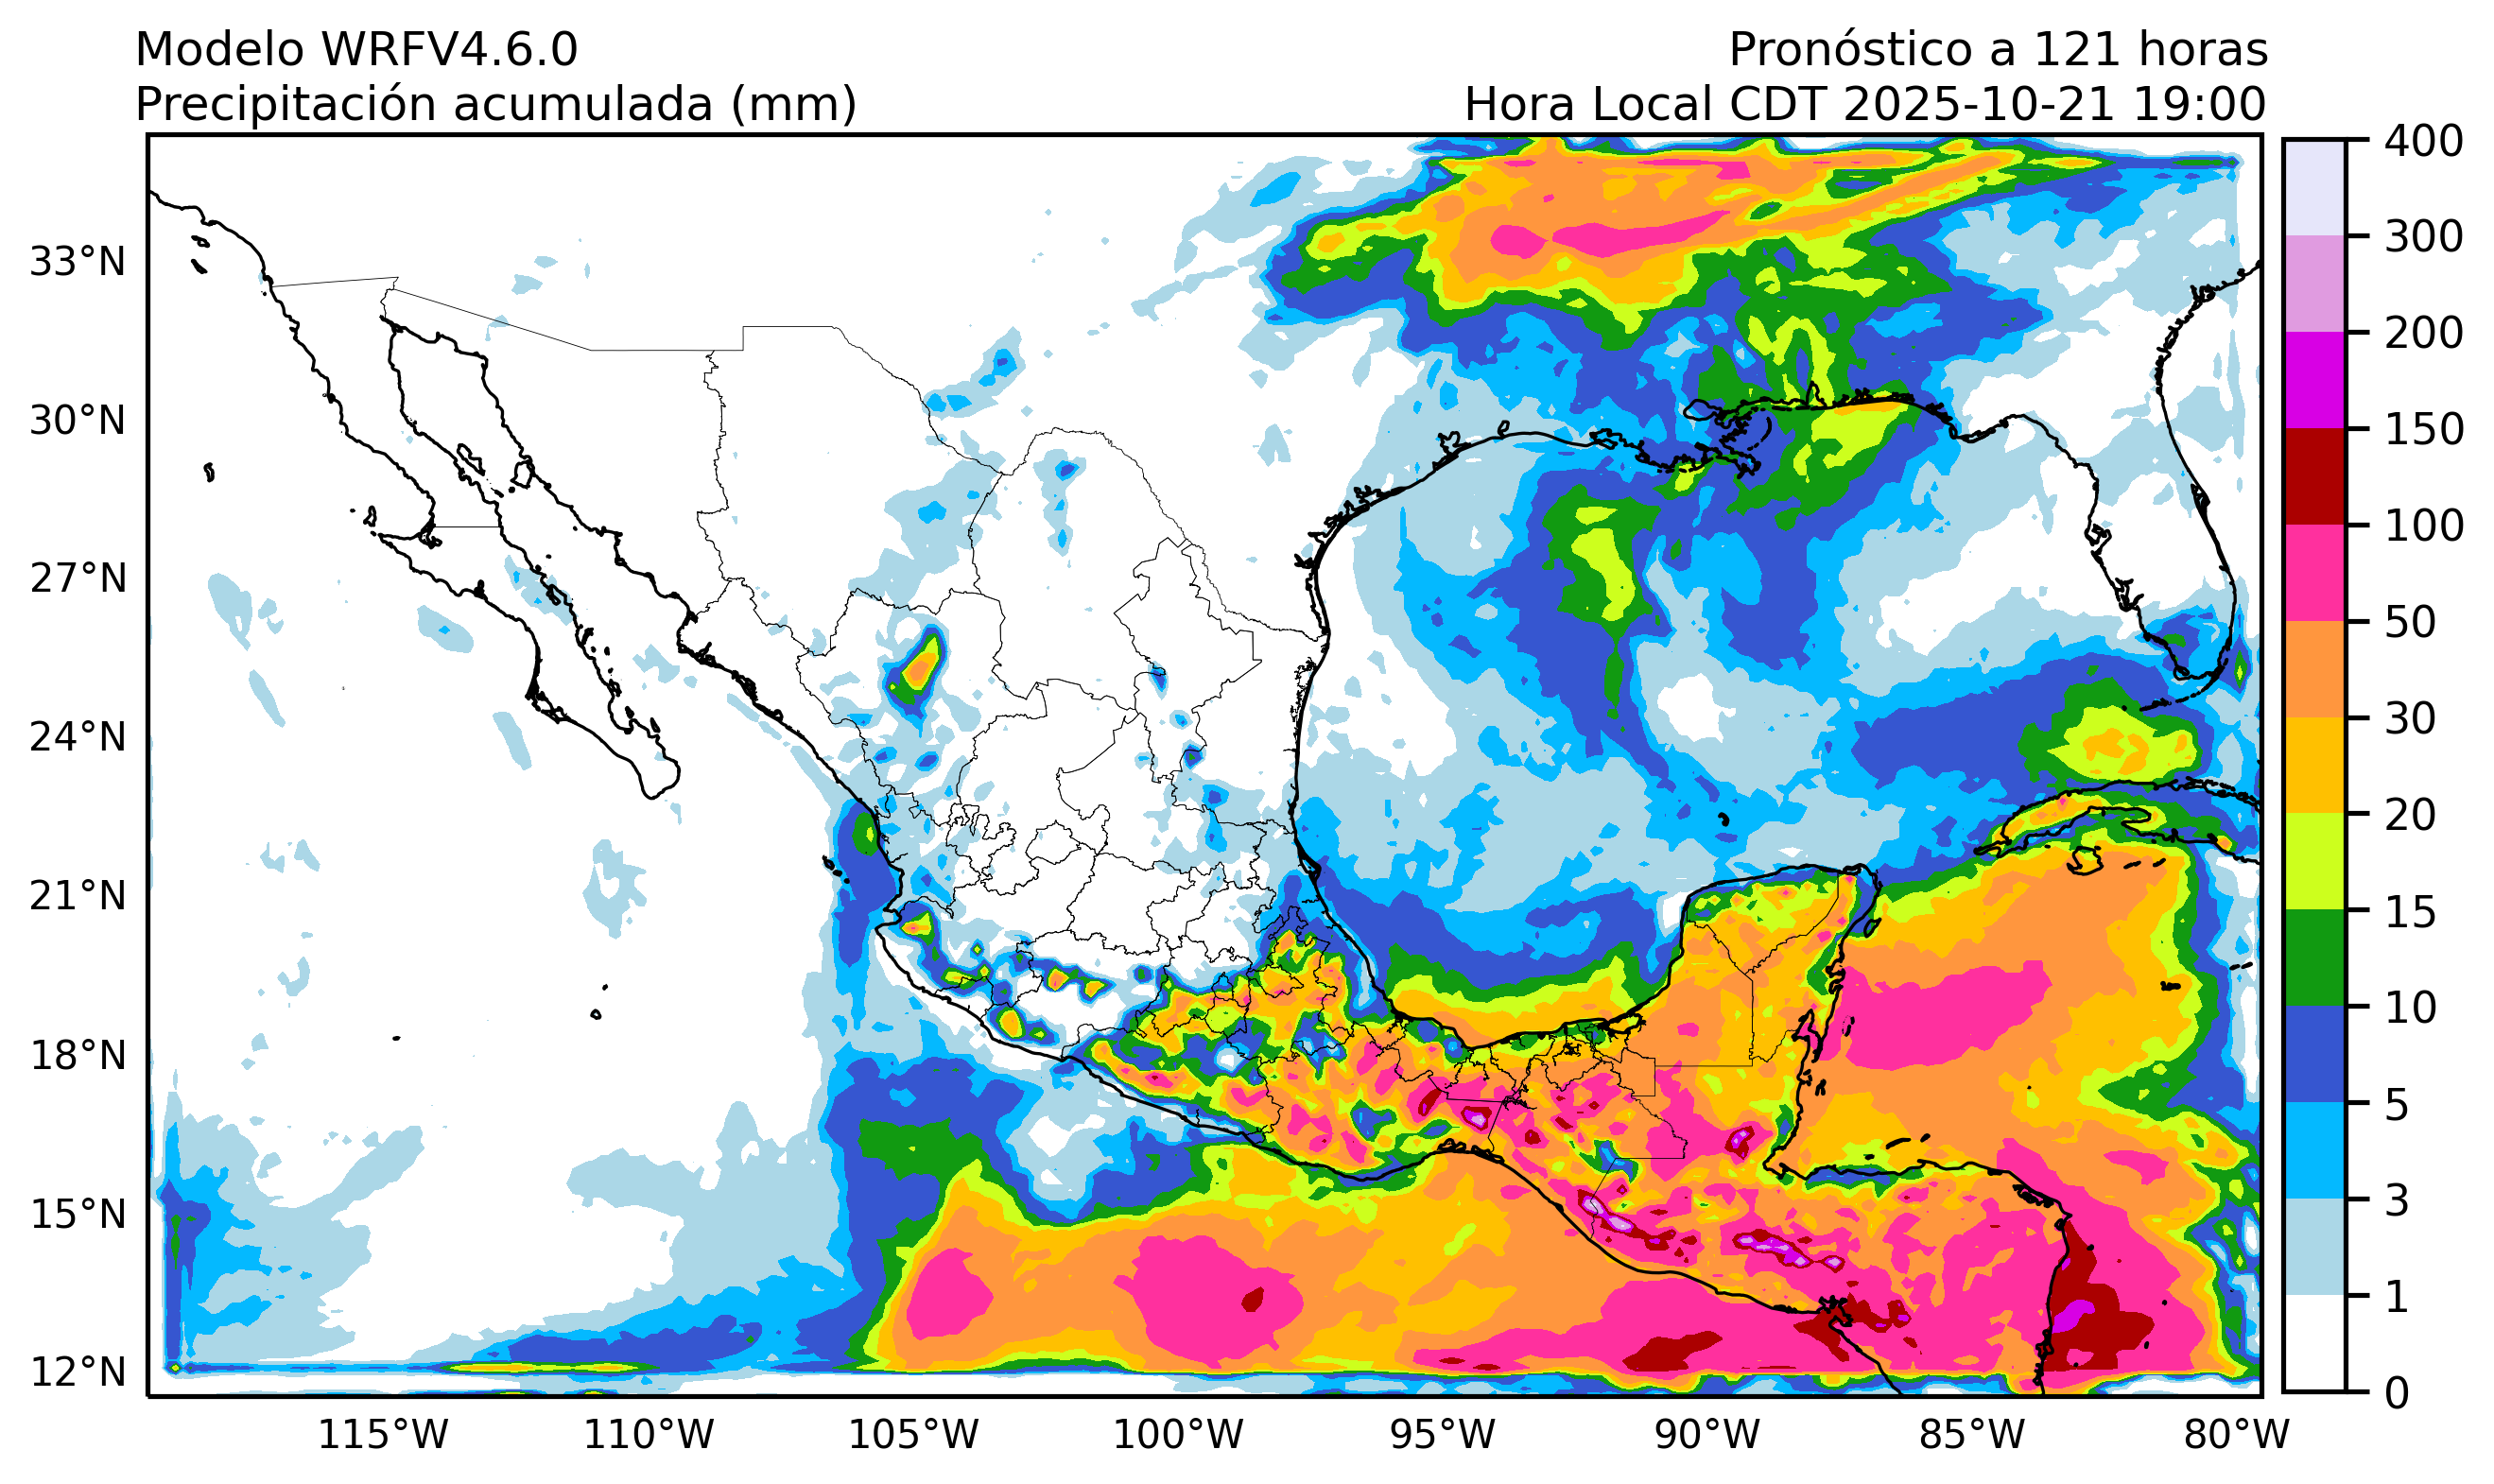 Modelo WRFV4.6.0
Pronóstico a 121 horas
Precipitación acumulada (mm)
Hora Local CDT 2025-10-21 19:00
33°N
30°N
27°N
24°N
21°N
18°N
15°N
12°N
115°W
110°W
105°W
100°W
95°W
90°W
85°W
80°W
400
300
200
150
100
50
30
20
15
10
5
3
1
0